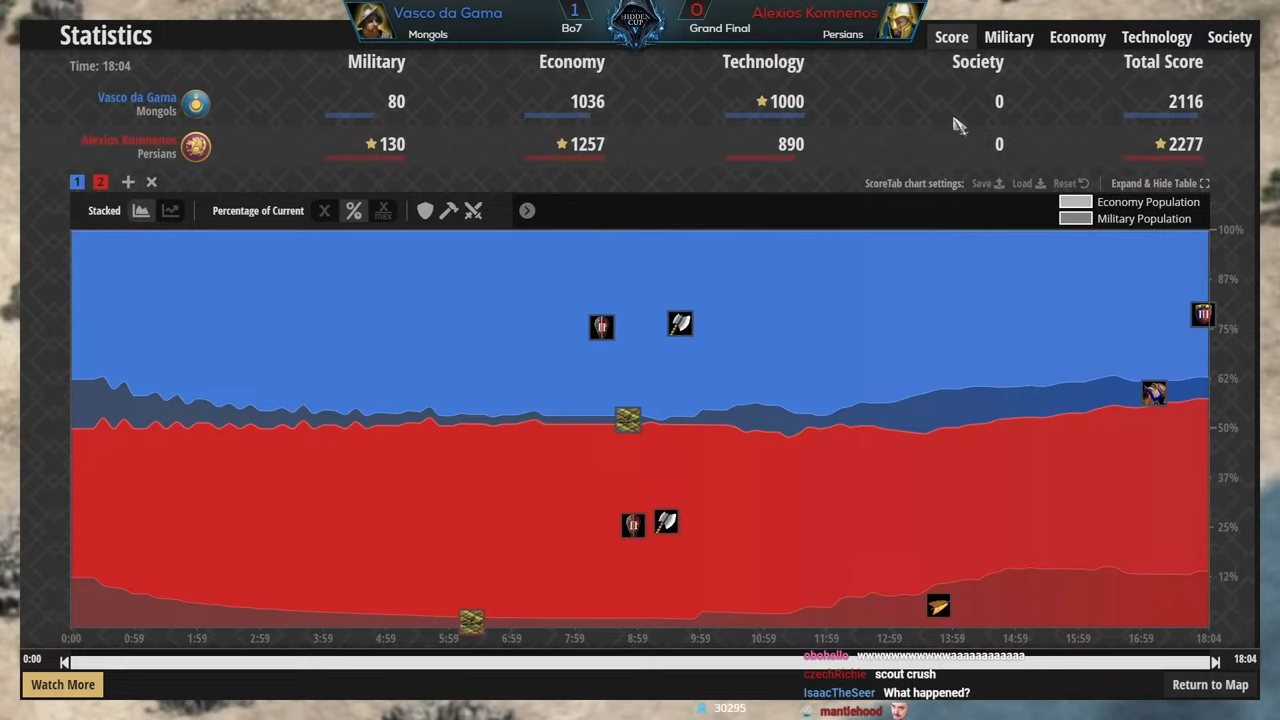 Vasco da Gama 1 0 Alexios Komnenos
Mongols Bo7 HIDDEN CUP Grand Final Persians
Statistics
Score Military Economy Technology Society
Time: 18:04 Military Economy Technology Society Total Score
Vasco da Gama 80 1036 1000 0 2116
Mongols
Alexios Komnenos 130 1257 890 0 2277
Persians
1 2
ScoreTab chart settings: Save Load Reset Expand & Hide Table
Stacked Percentage of Current X % X max
Economy Population
Military Population
100%
87%
75%
62%
50%
37%
25%
12%
0:00 0:59 1:59 2:59 3:59 4:59 5:59 6:59 7:59 8:59 9:59 10:59 11:59 12:59 13:59 14:59 15:59 16:59 18:04
0:00 18:04
obohello wwwwwwwwwwwaaaaaaaaaaaa
czechRichie scout crush
Watch More Return to Map
IsaacTheSeer What happened?
30295 mantlehood